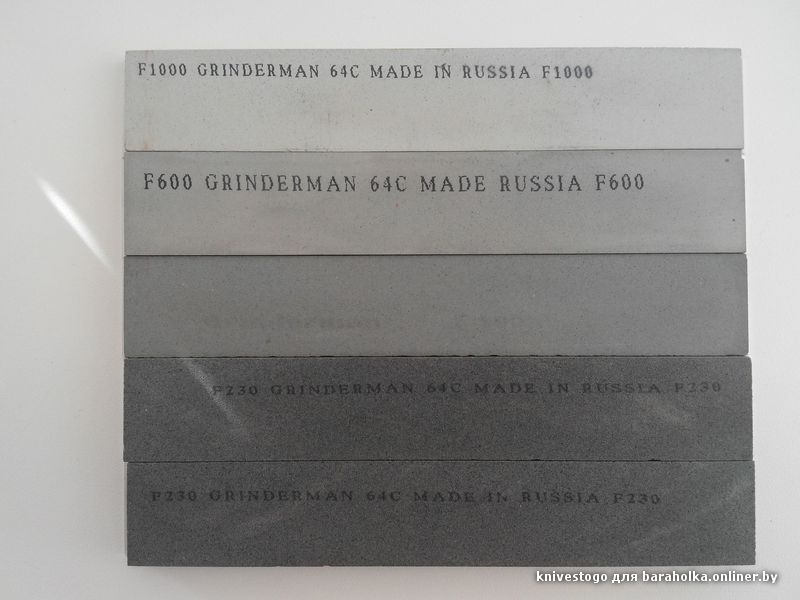 F1000 GRINDERMAN 64C MADE IN RUSSIA F1000
F600 GRINDERMAN 64C MADE RUSSIA F600
F230 GRINDERMAN 64C MADE IN RUSSIA F230
F230 GRINDERMAN 64C MADE IN RUSSIA F230
knivestogo для baraholka.onliner.by